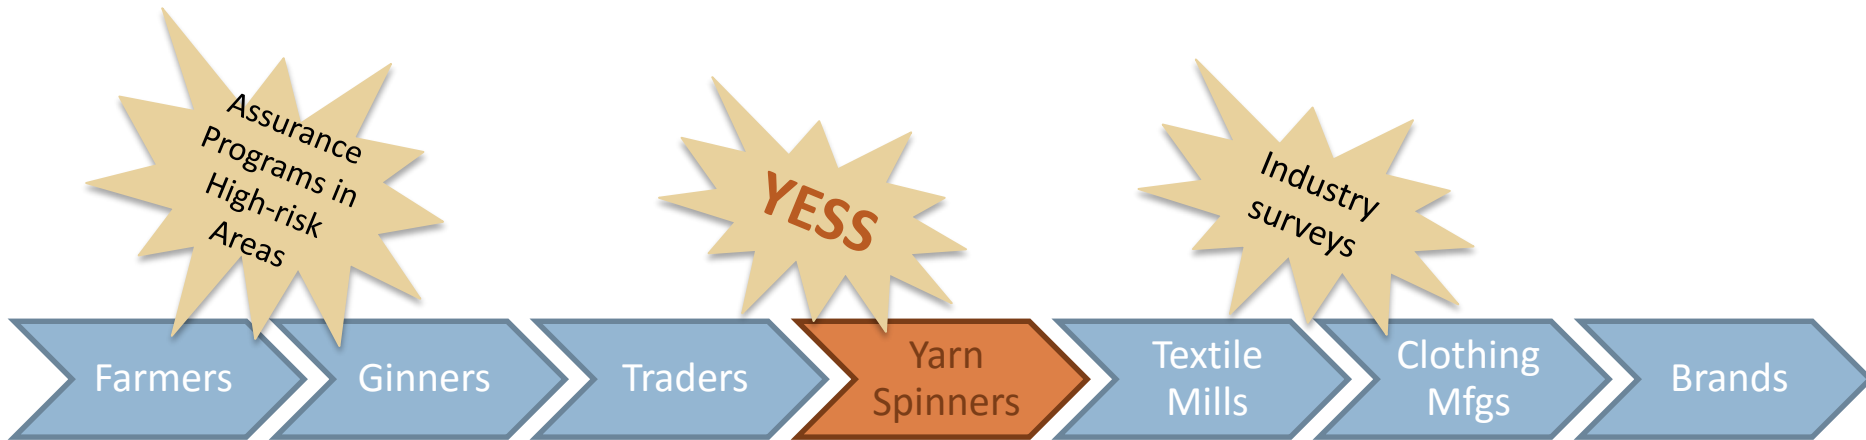 Assurance
Programs in
High-risk
Areas
YESS
Industry
surveys
Farmers
Ginners
Traders
Yarn
Spinners
Textile
Mills
Clothing
Mfgs
Brands